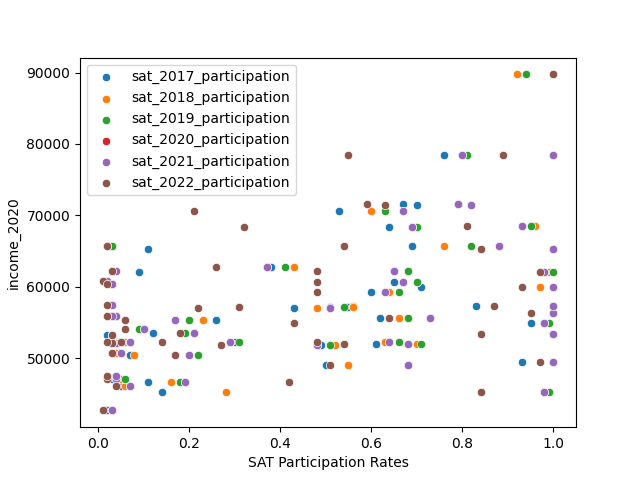 90000
80000
70000
60000
50000
income_2020
sat_2017_participation
sat_2018_participation
sat_2019_participation
sat_2020_participation
sat_2021_participation
sat_2022_participation
0.0 0.2 0.4 0.6 0.8 1.0
SAT Participation Rates